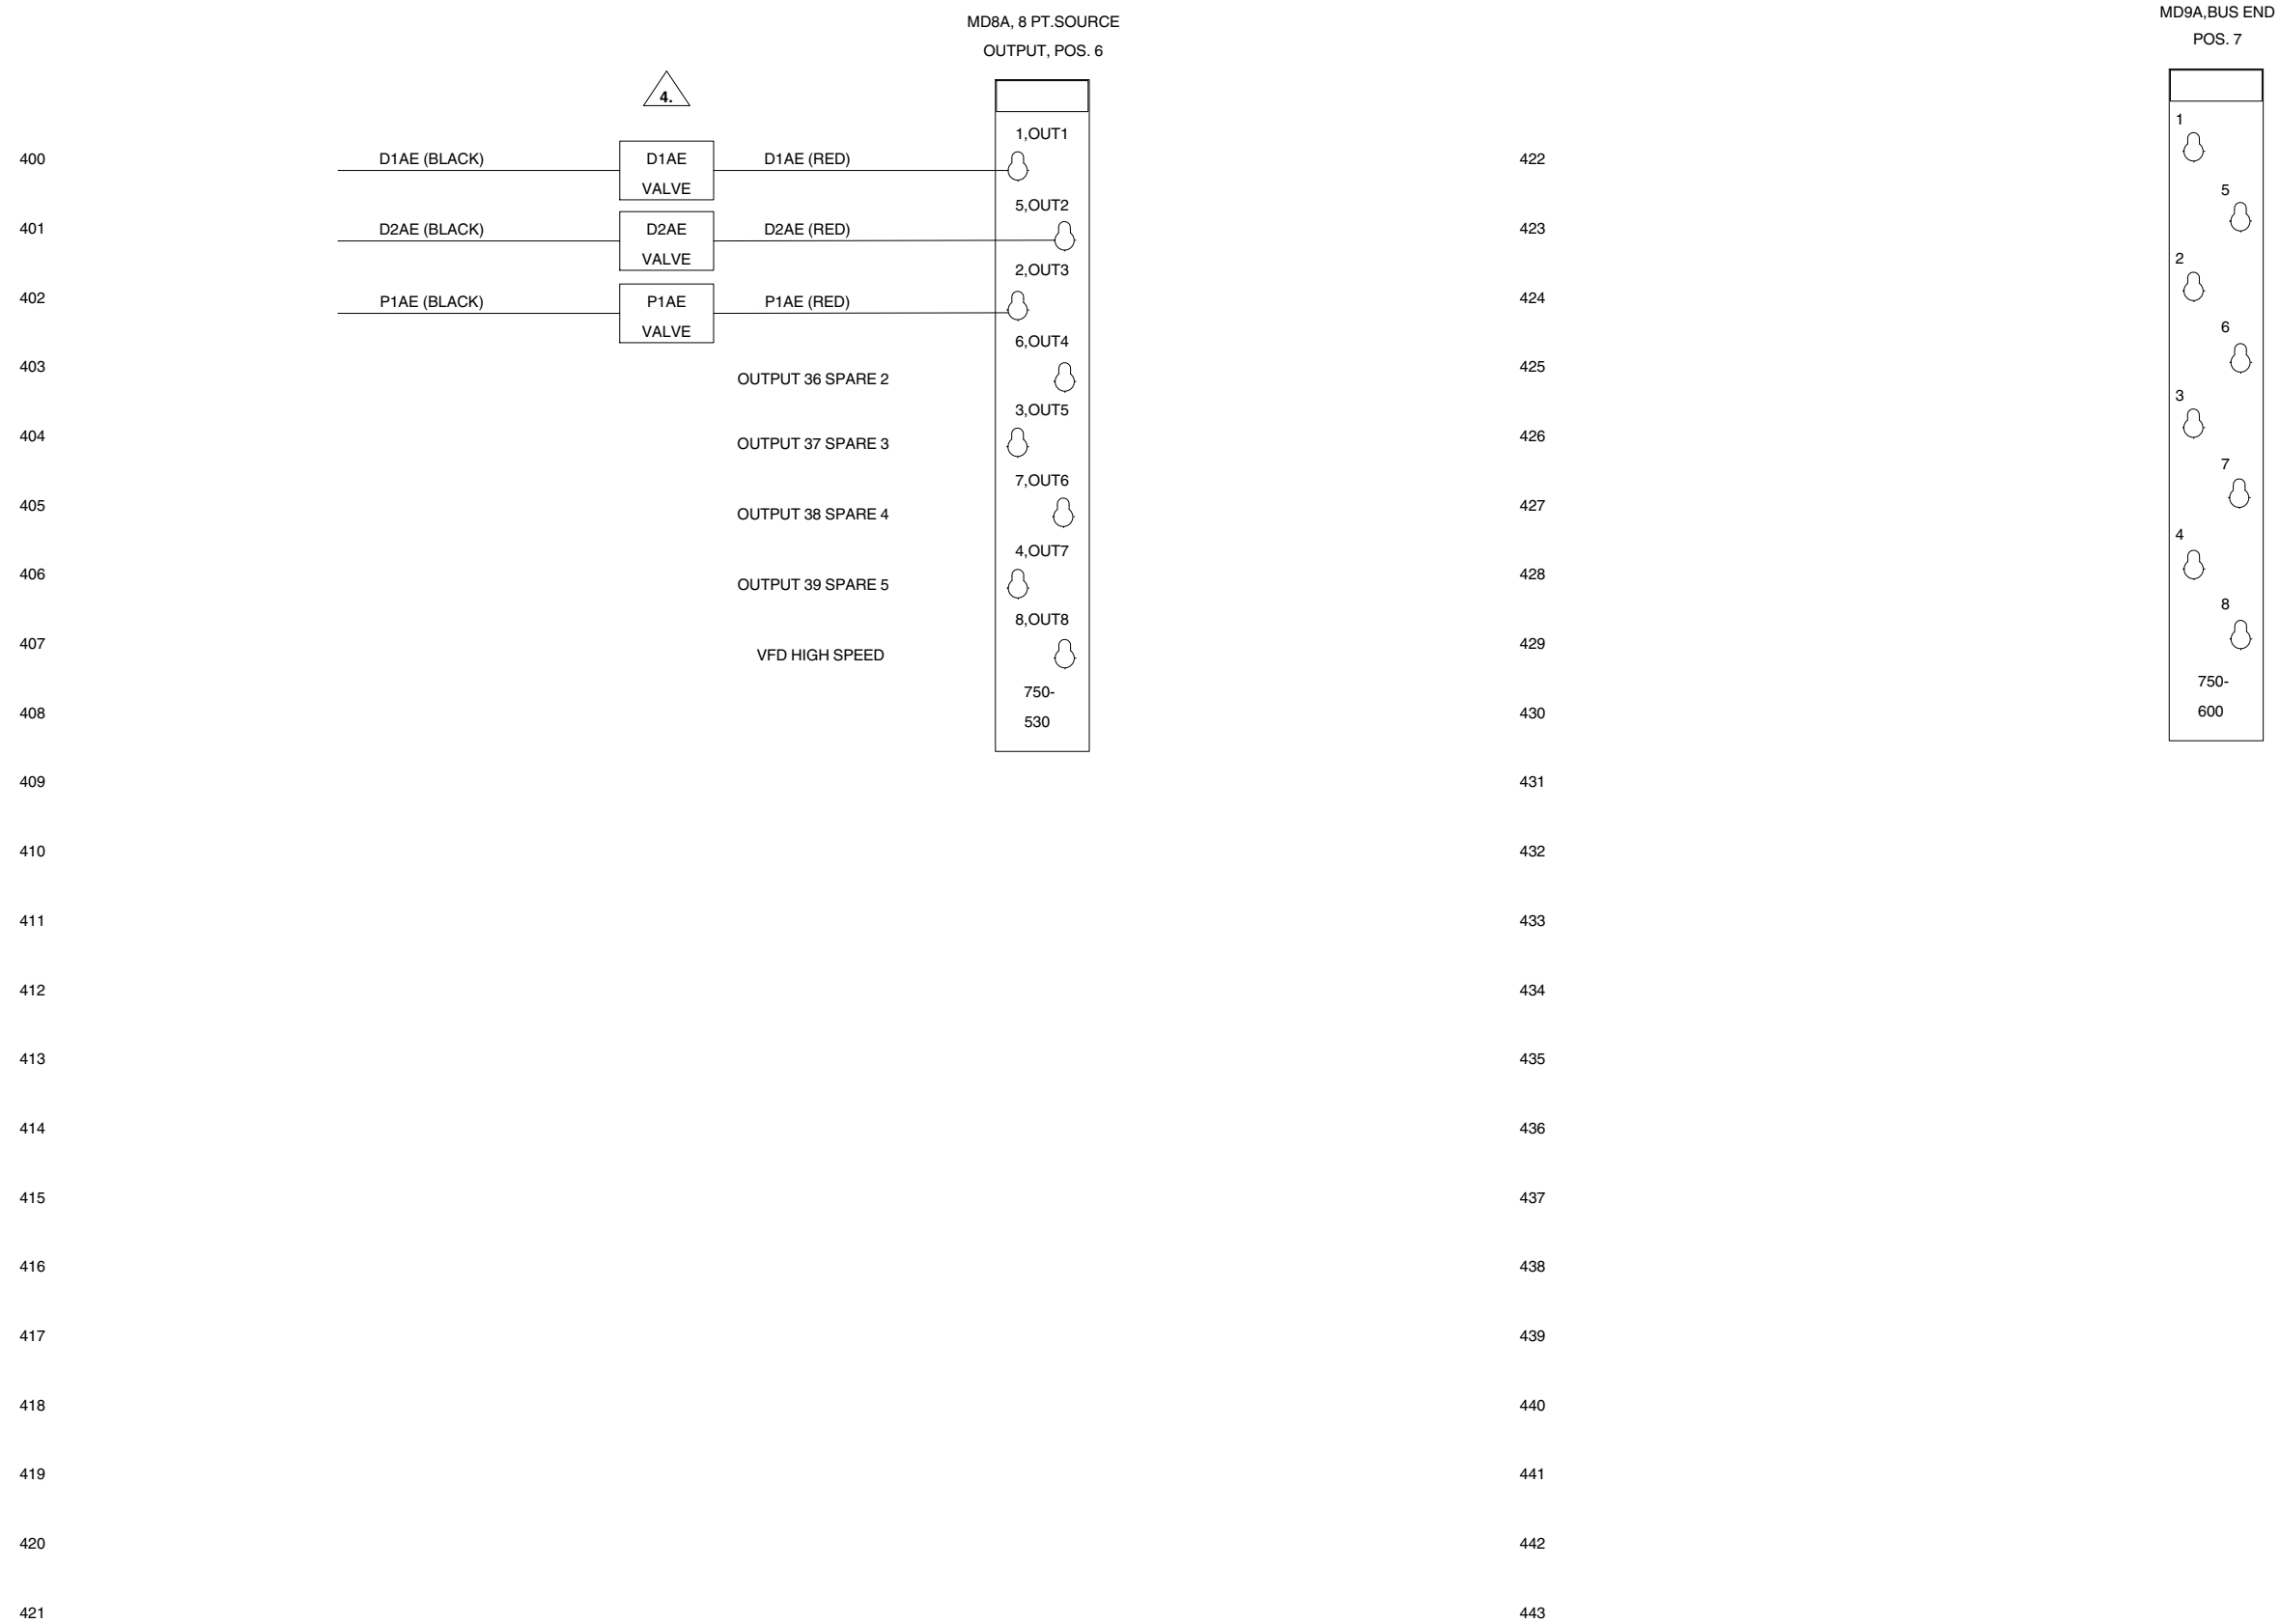 MD8A, 8 PT.SOURCE
OUTPUT, POS. 6
4.
1,OUT1
400
D1AE (BLACK)
D1AE
VALVE
D1AE (RED)
5,OUT2
401
D2AE (BLACK)
D2AE
VALVE
D2AE (RED)
2,OUT3
402
P1AE (BLACK)
P1AE
VALVE
P1AE (RED)
6,OUT4
403
OUTPUT 36 SPARE 2
3,OUT5
404
OUTPUT 37 SPARE 3
7,OUT6
405
OUTPUT 38 SPARE 4
4,OUT7
406
OUTPUT 39 SPARE 5
8,OUT8
407
VFD HIGH SPEED
750-
530
408
409
410
411
412
413
414
415
416
417
418
419
420
421
MD9A,BUS END
POS. 7
1
422
5
423
2
424
6
425
3
426
7
427
4
428
8
429
750-
600
430
431
432
433
434
435
436
437
438
439
440
441
442
443